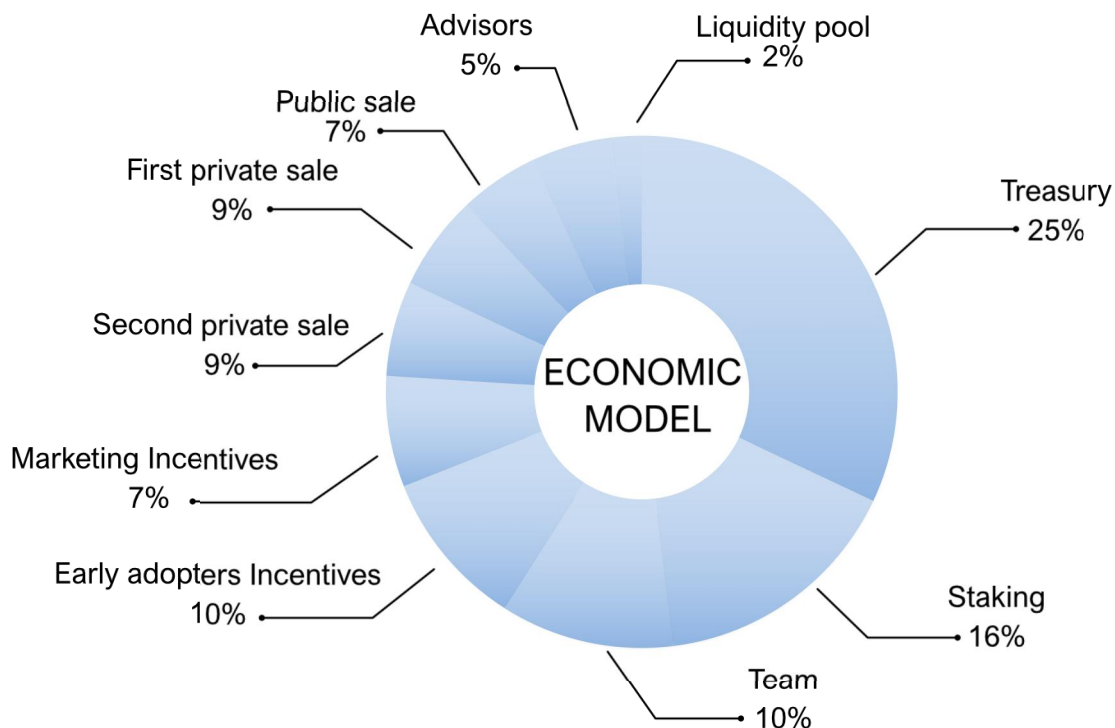 Advisors
5%
Liquidity pool
2%
Public sale
7%
First private sale
9%
Treasury
25%
Second private sale
9%
ECONOMIC
MODEL
Marketing Incentives
7%
Early adopters Incentives
10%
Staking
16%
Team
10%